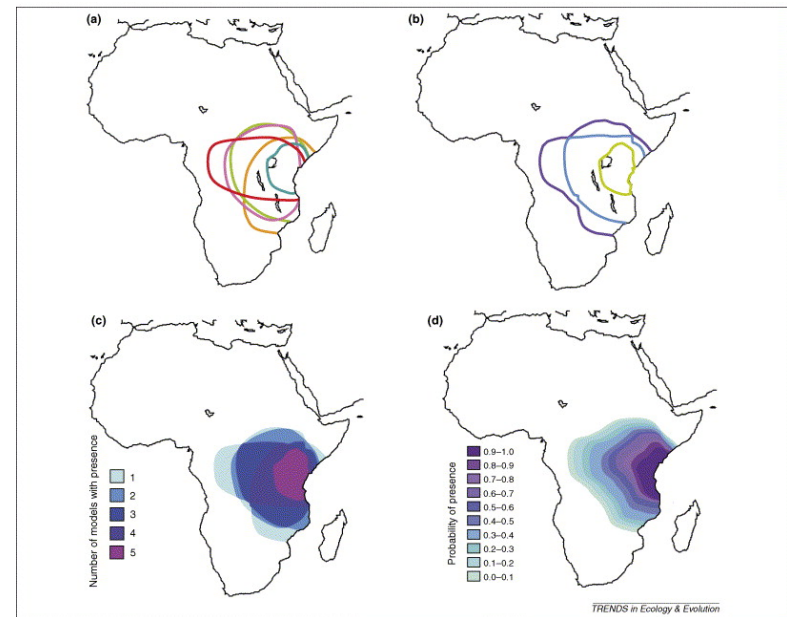 (a)
(b)
(c)
(d)
Number of models with presence
1
2
3
4
5
Probability of presence
0.9–1.0
0.8–0.9
0.7–0.8
0.6–0.7
0.5–0.6
0.4–0.5
0.3–0.4
0.2–0.3
0.1–0.2
0.0–0.1
TRENDS in Ecology & Evolution